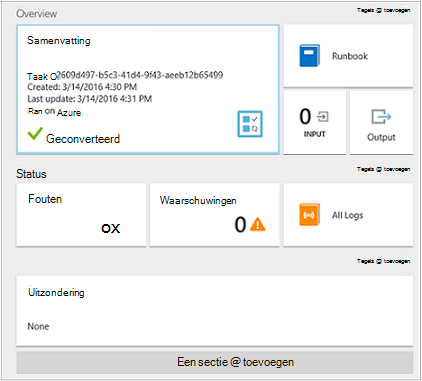 Overview
Tegels @ toevoegen
Samenvatting
Taak O.2609d497-b5c3-41d4-9f43-aeeb12b65499
Created: 3/14/2016 4:30 PM
Last update: 3/14/2016 4:31 PM
Ran on Azure
Geconverteerd
Runbook
0
INPUT
Output
Status
Tegels @ toevoegen
Fouten
OX
Waarschuwingen
0
All Logs
Tegels @ toevoegen
Uitzondering
None
Een sectie @ toevoegen